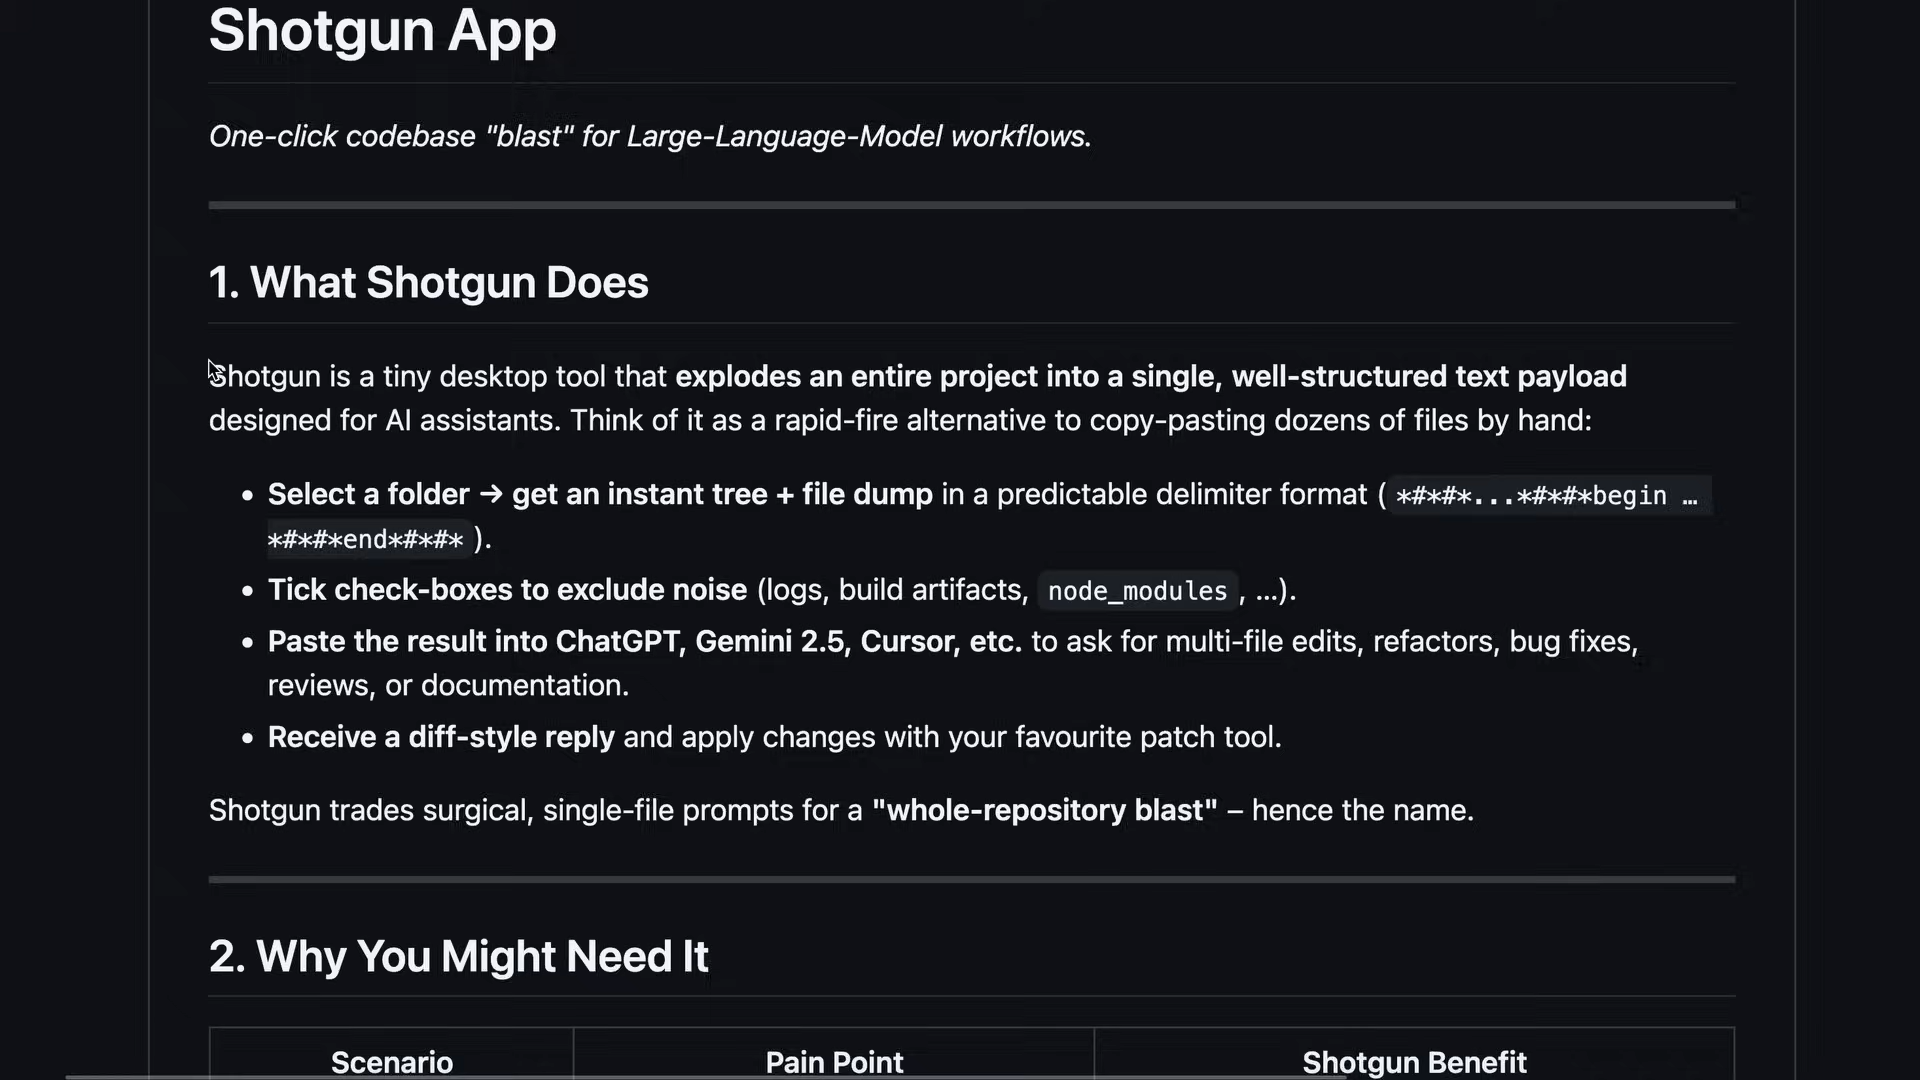 Shotgun App
One-click codebase "blast" for Large-Language-Model workflows.
1. What Shotgun Does
Shotgun is a tiny desktop tool that explodes an entire project into a single, well-structured text payload
designed for AI assistants. Think of it as a rapid-fire alternative to copy-pasting dozens of files by hand:
• Select a folder → get an instant tree + file dump in a predictable delimiter format ( *#*#*...*#*#*begin …
*#*#*end*#*#* ).
• Tick check-boxes to exclude noise (logs, build artifacts, node_modules , …).
• Paste the result into ChatGPT, Gemini 2.5, Cursor, etc. to ask for multi-file edits, refactors, bug fixes,
reviews, or documentation.
• Receive a diff-style reply and apply changes with your favourite patch tool.
Shotgun trades surgical, single-file prompts for a "whole-repository blast" – hence the name.
2. Why You Might Need It
Scenario Pain Point Shotgun Benefit